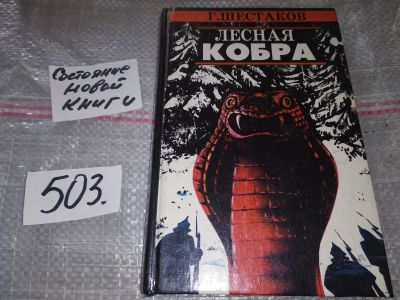 Г.ШЕСТАКОВ
ЛЕСНАЯ
КОБРА
Состояние
новой
книги
503.